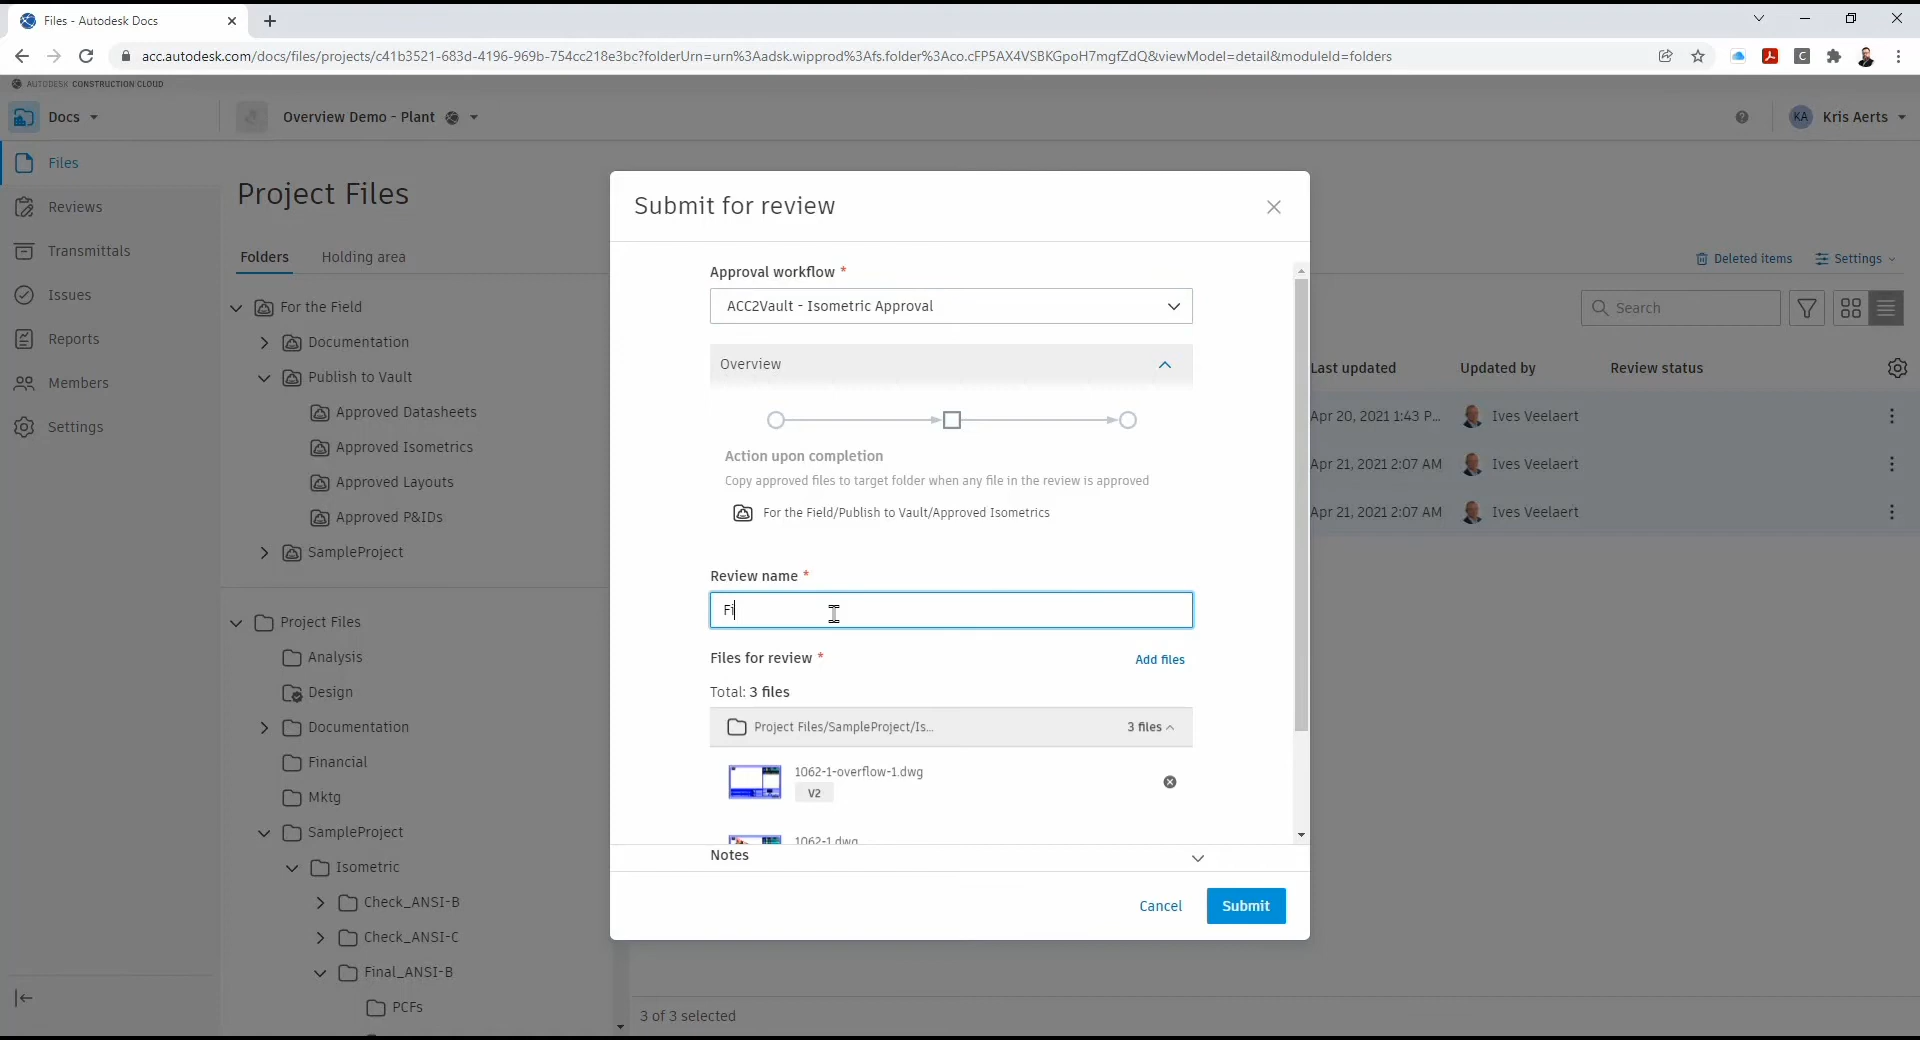 Files - Autodesk Docs
acc.autodesk.com/docs/files/projects/c41b3521-683d-4196-969b-754cc218e3bc?folderUrn=urn%3Aadsk.wipprod%3Afs.folder%3Aco.cFP5AX4VSBKGpoH7mgfZdQ&viewModel=detail&moduleId=folders
AUTODESK CONSTRUCTION CLOUD
Docs
Overview Demo - Plant
KA
Kris Aerts
Files
Reviews
Transmittals
Issues
Reports
Members
Settings
Project Files
Folders
Holding area
For the Field
Documentation
Publish to Vault
Approved Datasheets
Approved Isometrics
Approved Layouts
Approved P&IDs
SampleProject
Project Files
Analysis
Design
Documentation
Financial
Mktg
SampleProject
Isometric
Check_ANSI-B
Check_ANSI-C
Final_ANSI-B
PCFs
Submit for review
Approval workflow *
ACC2Vault - Isometric Approval
Overview
Action upon completion
Copy approved files to target folder when any file in the review is approved
For the Field/Publish to Vault/Approved Isometrics
Review name *
Fi
Files for review *
Add files
Total: 3 files
Project Files/SampleProject/Is...
3 files
1062-1-overflow-1.dwg
V2
1062-1.dwg
Notes
Cancel
Submit
Deleted items
Settings
Search
Last updated
Updated by
Review status
Apr 20, 2021 1:43 P...
Ives Veelaert
Apr 21, 2021 2:07 AM
Ives Veelaert
Apr 21, 2021 2:07 AM
Ives Veelaert
3 of 3 selected